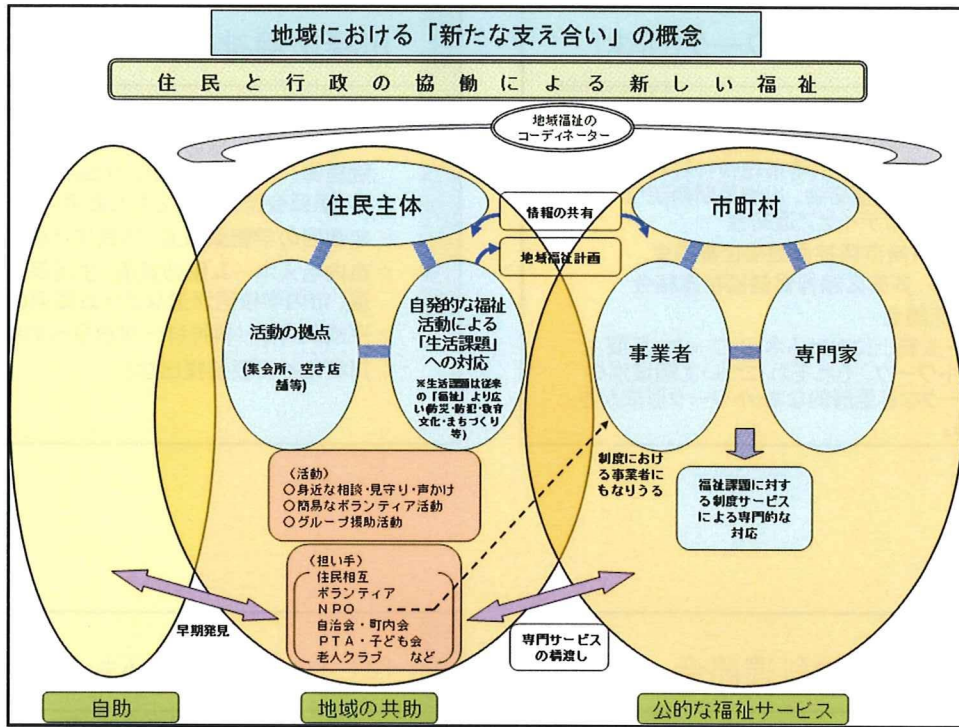 地域における「新たな支え合い」の概念
住民と行政の協働による新しい福祉
地域福祉の
コーディネーター
住民主体
情報の共有
地域福祉計画
市町村
活動の拠点
(集会所、空き店
舗等)
自発的な福祉
活動による
「生活課題」
への対応
※生活課題は従来
の「福祉」より広
い(防災・防犯・教育
文化・まちづくり
等)
事業者
専門家
(活動)
○身近な相談・見守り・声かけ
○簡易なボランティア活動
○グループ援助活動
制度におけ
る事業者に
もなりうる
福祉課題に対
する制度サービス
による専門的な
対応
(担い手)
住民相互
ボランティア
NPO
自治会・町内会
PTA・子ども会
老人クラブ など
早期発見
専門サービス
の橋渡し
自助
地域の共助
公的な福祉サービス